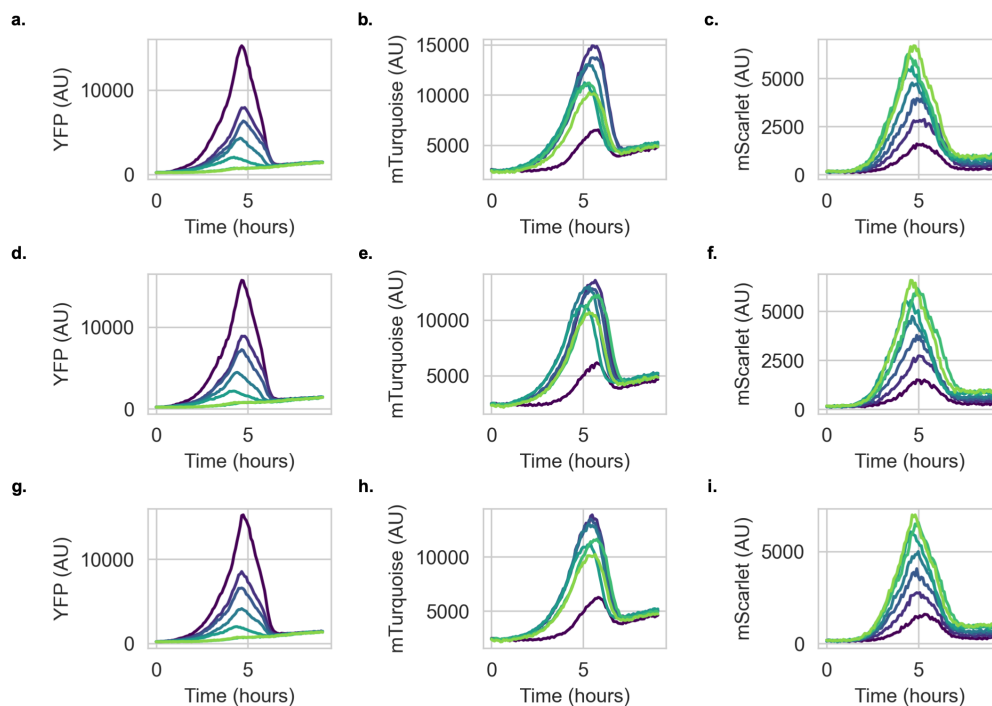 a.
YFP (AU)
10000
0
0
5
Time (hours)
b.
mTurquoise (AU)
15000
10000
5000
0
5
Time (hours)
c.
mScarlet (AU)
5000
2500
0
0
5
Time (hours)
d.
YFP (AU)
10000
0
0
5
Time (hours)
e.
mTurquoise (AU)
10000
5000
0
5
Time (hours)
f.
mScarlet (AU)
5000
2500
0
0
5
Time (hours)
g.
YFP (AU)
10000
0
0
5
Time (hours)
h.
mTurquoise (AU)
10000
5000
0
5
Time (hours)
i.
mScarlet (AU)
5000
0
0
5
Time (hours)